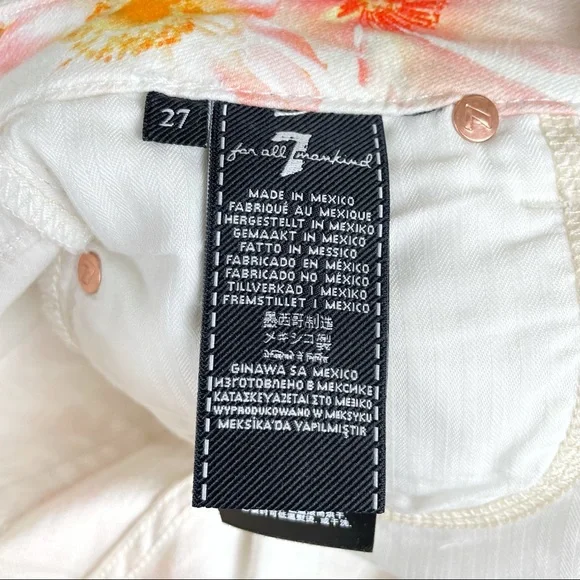 27
7
for all mankind
MADE IN MEXICO
FABRIQUÉ AU MEXIQUE
HERGESTELLT IN MEXIKO
GEMAAKT IN MEXICO
FATTO IN MESSICO
FABRICADO EN MÉXICO
FABRICADO NO MÉXICO
TILLVERKAD I MEXIKO
FREMSTILLET I MEXICO
墨西哥制造
メキシコ製
GINAWA SA MEXICO
ИЗГОТОВЛЕНО В МЕКСИКЕ
ΚΑΤΑΣΚΕΥΑΖΕΤΑΙ ΣΤΟ ΜΕΞΙΚΟ
WYPRODUKOWANO W MEKSYKU
MEKSİKA'DA YAPILMIŞTIR